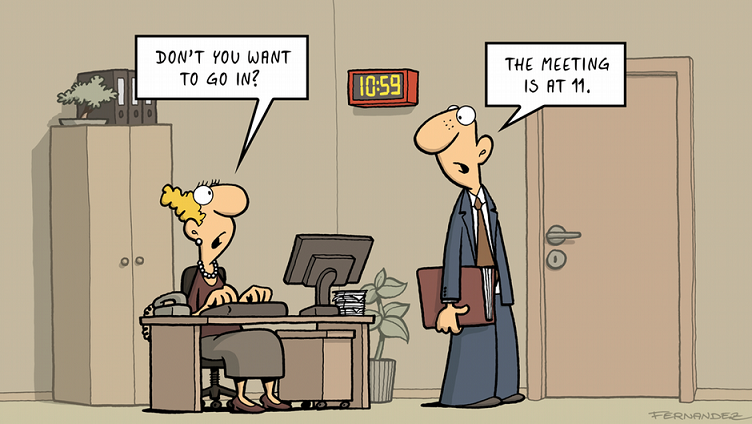 DON'T YOU WANT
TO GO IN?
10:59
THE MEETING
IS AT 11.
FERNANDEZ